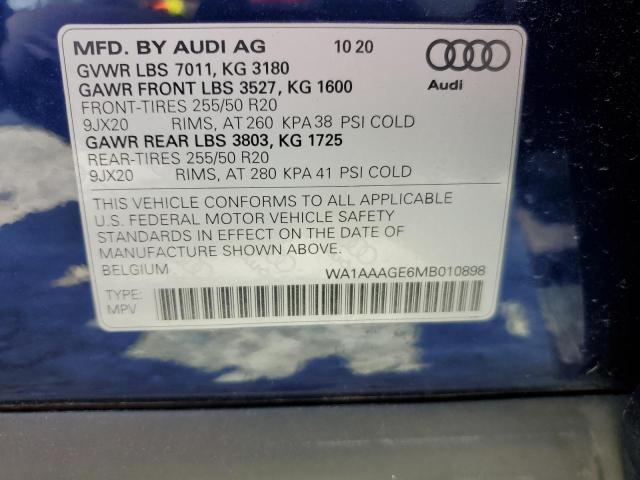 MFD. BY AUDI AG 10 20
GVWR LBS 7011, KG 3180
GAWR FRONT LBS 3527, KG 1600
Audi
FRONT-TIRES 255/50 R20
9JX20 RIMS, AT 260 KPA 38 PSI COLD
GAWR REAR LBS 3803, KG 1725
REAR-TIRES 255/50 R20
9JX20 RIMS, AT 280 KPA 41 PSI COLD
THIS VEHICLE CONFORMS TO ALL APPLICABLE
U.S. FEDERAL MOTOR VEHICLE SAFETY
STANDARDS IN EFFECT ON THE DATE OF
MANUFACTURE SHOWN ABOVE.
BELGIUM WA1AAAGE6MB010898
TYPE:
MPV